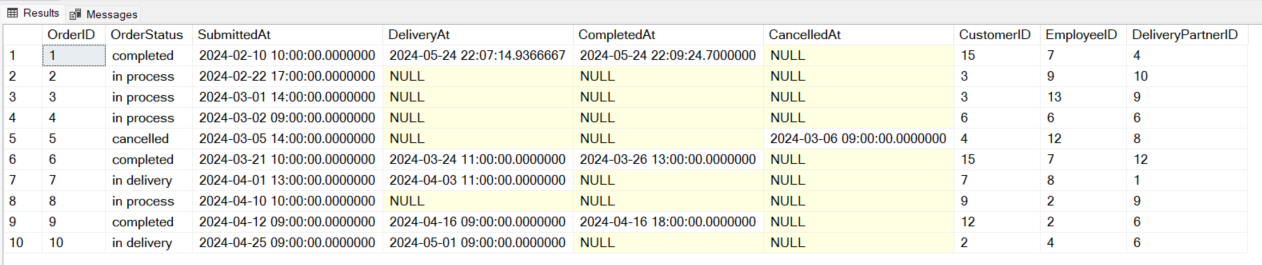 Results Messages
OrderID OrderStatus SubmittedAt DeliveryAt CompletedAt CancelledAt CustomerID EmployeeID DeliveryPartnerID
1 1 completed 2024-02-10 10:00:00.0000000 2024-05-24 22:07:14.9366667 2024-05-24 22:09:24.7000000 NULL 15 7 4
2 2 in process 2024-02-22 17:00:00.0000000 NULL NULL NULL 3 9 10
3 3 in process 2024-03-01 14:00:00.0000000 NULL NULL NULL 3 13 9
4 4 in process 2024-03-02 09:00:00.0000000 NULL NULL NULL 6 6 6
5 5 cancelled 2024-03-05 14:00:00.0000000 NULL NULL 2024-03-06 09:00:00.0000000 4 12 8
6 6 completed 2024-03-21 10:00:00.0000000 2024-03-24 11:00:00.0000000 2024-03-26 13:00:00.0000000 NULL 15 7 12
7 7 in delivery 2024-04-01 13:00:00.0000000 2024-04-03 11:00:00.0000000 NULL NULL 7 8 1
8 8 in process 2024-04-10 10:00:00.0000000 NULL NULL NULL 9 2 9
9 9 completed 2024-04-12 09:00:00.0000000 2024-04-16 09:00:00.0000000 2024-04-16 18:00:00.0000000 NULL 12 2 6
10 10 in delivery 2024-04-25 09:00:00.0000000 2024-05-01 09:00:00.0000000 NULL NULL 2 4 6